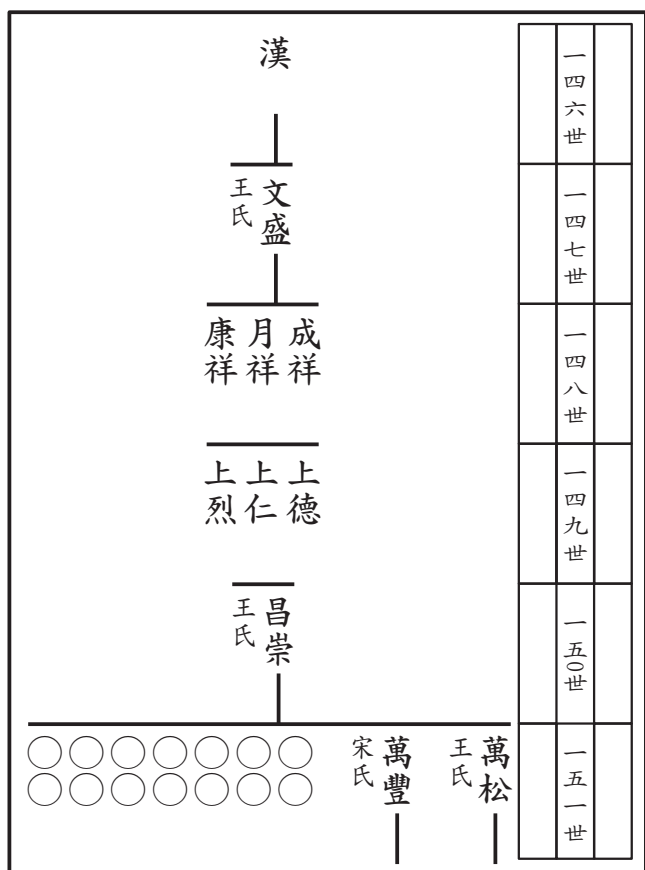 一四六世
一四七世
一四八世
一四九世
一五〇世
一五一世
漢
文盛
王氏
成祥
月祥
康祥
上德
上仁
上烈
昌崇
王氏
萬松
王氏
萬豐
宋氏